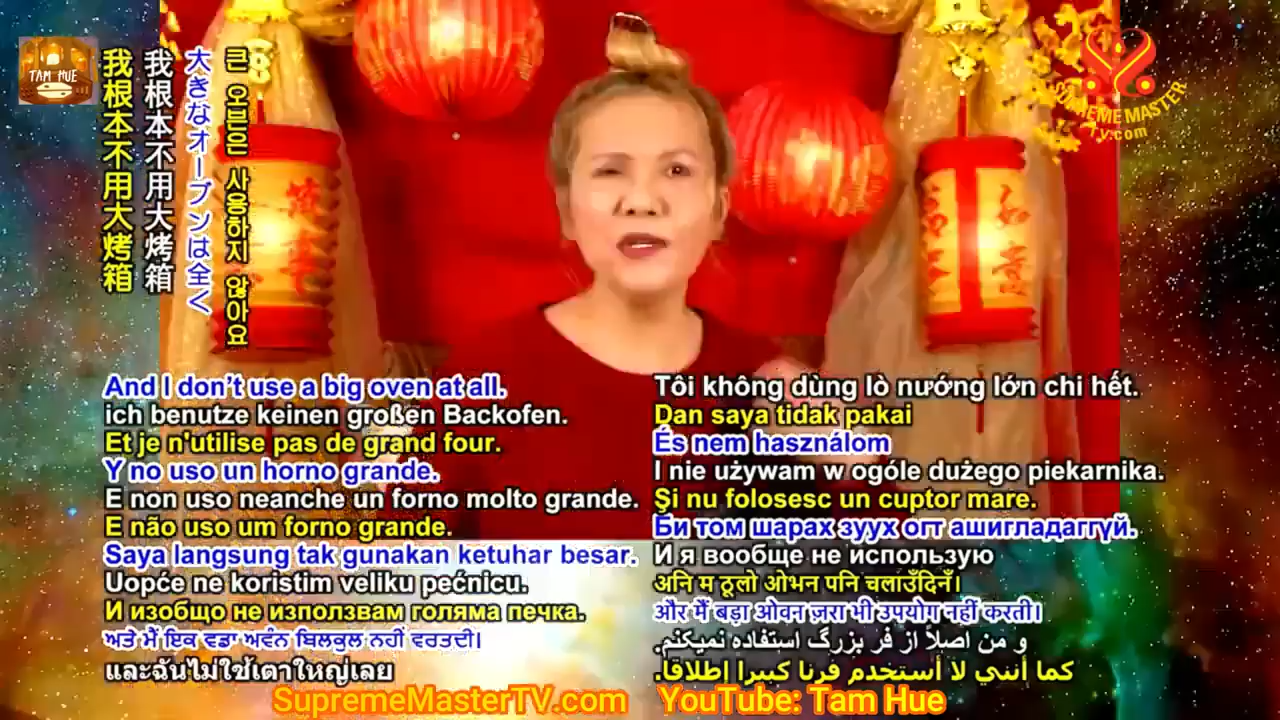 TAM HUE
我根本不用大烤箱
我根本不用大烤箱
大きなオーブンは全く
큰 오븐은 사용하지 않아요
SUPREME MASTER
TV.com
And I don't use a big oven at all.
ich benutze keinen großen Backofen.
Et je n'utilise pas de grand four.
Y no uso un horno grande.
E non uso neanche un forno molto grande.
E não uso um forno grande.
Saya langsung tak gunakan ketuhar besar.
Uopće ne koristim veliku pećnicu.
И изобщо не използвам голяма печка.
ਅਤੇ ਮੈਂ ਇਕ ਵਡਾ ਅਵੰਨ ਬਿਲਕੁਲ ਨਹੀਂ ਵਰਤਦੀ।
และฉันไม่ใช้เตาใหญ่เลย
Tôi không dùng lò nướng lớn chi hết.
Dan saya tidak pakai
És nem használom
I nie używam w ogóle dużego piekarnika.
Și nu folosesc un cuptor mare.
Би том шарах зуух огт ашигладаггүй.
И я вообще не использую
अनि म ठूलो ओभन पनि चलाउँदिनँ।
और मैं बड़ा ओवन ज़रा भी उपयोग नहीं करती।
و من اصلاً از فر بزرگ استفاده نمیکنم.
كما أنني لا أستخدم فرنا كبيرا إطلاقا.
SupremeMasterTV.com YouTube: Tam Hue